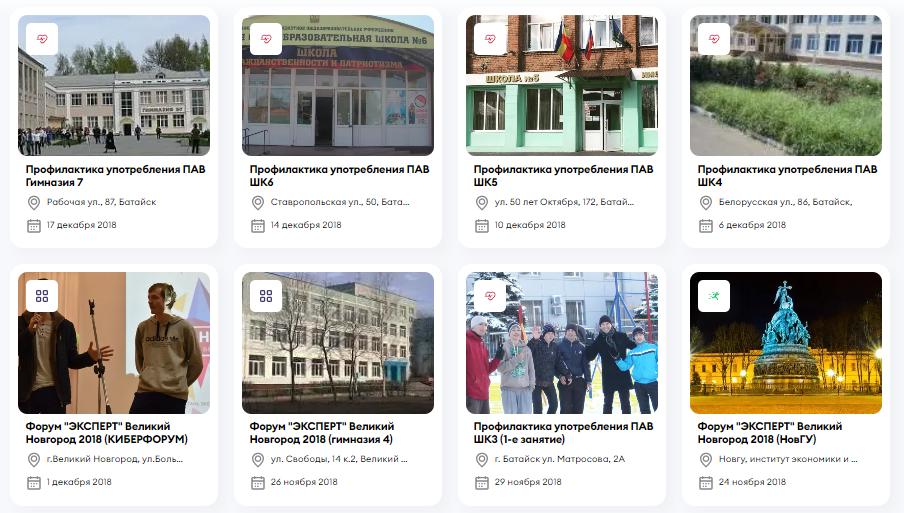 ГИМНАЗИЯ №7
ОБРАЗОВАТЕЛЬНАЯ ШКОЛА №6
ШКОЛА
ГРАЖДАНСТВЕННОСТИ И ПАТРИОТИЗМА
ШКОЛА №5
Профилактика употребления ПАВ
Гимназия 7
Рабочая ул., 87, Батайск
17 декабря 2018
Профилактика употребления ПАВ
ШК6
Ставропольская ул., 50, Бата...
14 декабря 2018
Профилактика употребления ПАВ
ШК5
ул. 50 лет Октября, 172, Батай...
10 декабря 2018
Профилактика употребления ПАВ
ШК4
Белорусская ул., 86, Батайск,
6 декабря 2018
adidas
Форум "ЭКСПЕРТ" Великий
Новгород 2018 (КИБЕРФОРУМ)
г.Великий Новгород, ул.Боль...
1 декабря 2018
Форум "ЭКСПЕРТ" Великий
Новгород 2018 (гимназия 4)
ул. Свободы, 14 к.2, Великий ...
26 ноября 2018
Профилактика употребления ПАВ
ШК3 (1-е занятие)
г. Батайск ул. Матросова, 2А
29 ноября 2018
Форум "ЭКСПЕРТ" Великий
Новгород 2018 (НовГУ)
Новгу, институт экономики и ...
24 ноября 2018